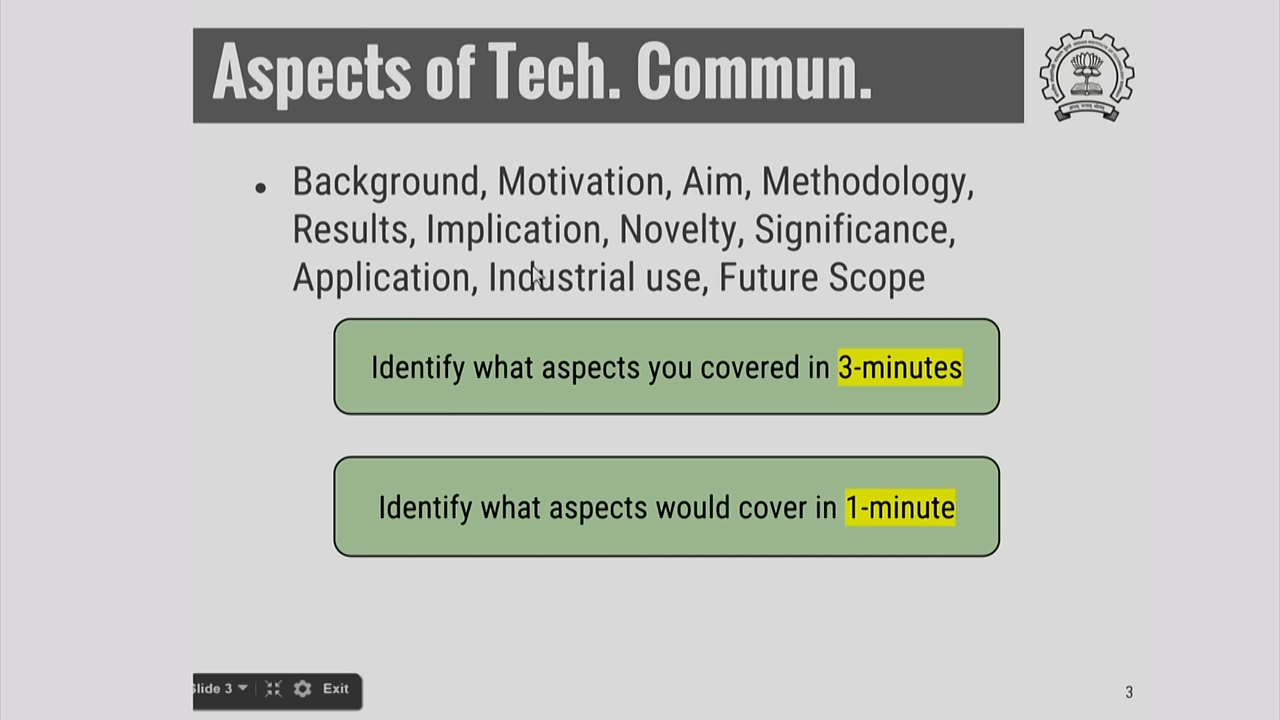 Aspects of Tech. Commun.
• Background, Motivation, Aim, Methodology,
Results, Implication, Novelty, Significance,
Application, Industrial use, Future Scope
Identify what aspects you covered in 3-minutes
Identify what aspects would cover in 1-minute
Slide 3
Exit
3